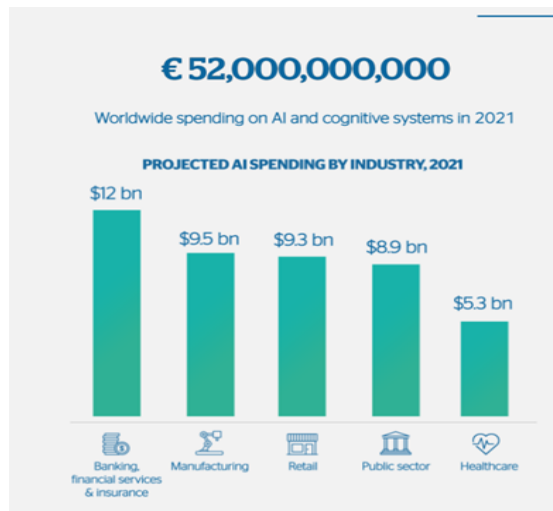 € 52,000,000,000
Worldwide spending on AI and cognitive systems in 2021
PROJECTED AI SPENDING BY INDUSTRY, 2021
$12 bn
$9.5 bn
$9.3 bn
$8.9 bn
$5.3 bn
Banking,
financial services
& insurance
Manufacturing
Retail
Public sector
Healthcare